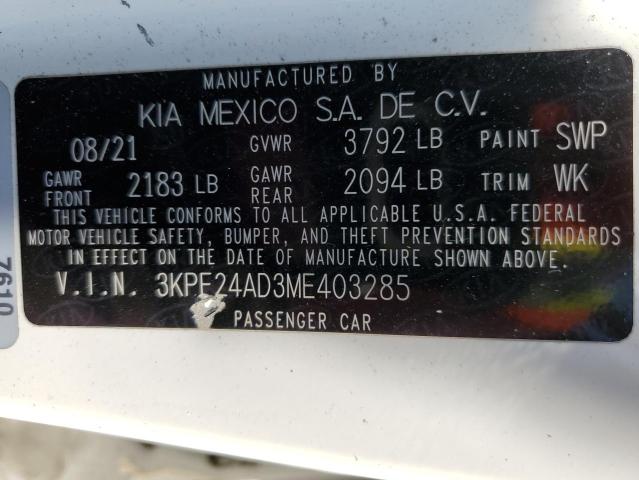 MANUFACTURED BY
KIA MEXICO S.A. DE C.V.
08/21 GVWR 3792 LB PAINT SWP
GAWR FRONT 2183 LB GAWR REAR 2094 LB TRIM WK
THIS VEHICLE CONFORMS TO ALL APPLICABLE U.S.A. FEDERAL
MOTOR VEHICLE SAFETY, BUMPER, AND THEFT PREVENTION STANDARDS
IN EFFECT ON THE DATE OF MANUFACTURE SHOWN ABOVE.
V.I.N. 3KPF24AD3ME403285
PASSENGER CAR
7610